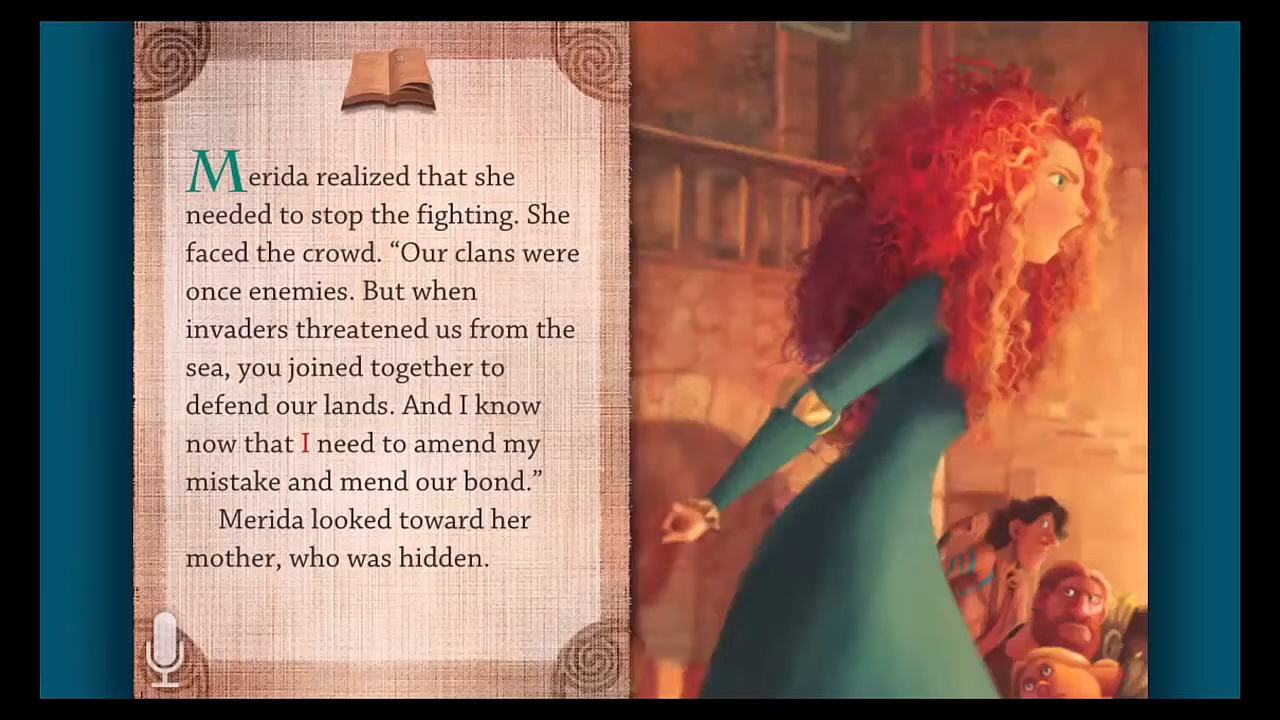 Merida realized that she
needed to stop the fighting. She
faced the crowd. “Our clans were
once enemies. But when
invaders threatened us from the
sea, you joined together to
defend our lands. And I know
now that I need to amend my
mistake and mend our bond.”
Merida looked toward her
mother, who was hidden.